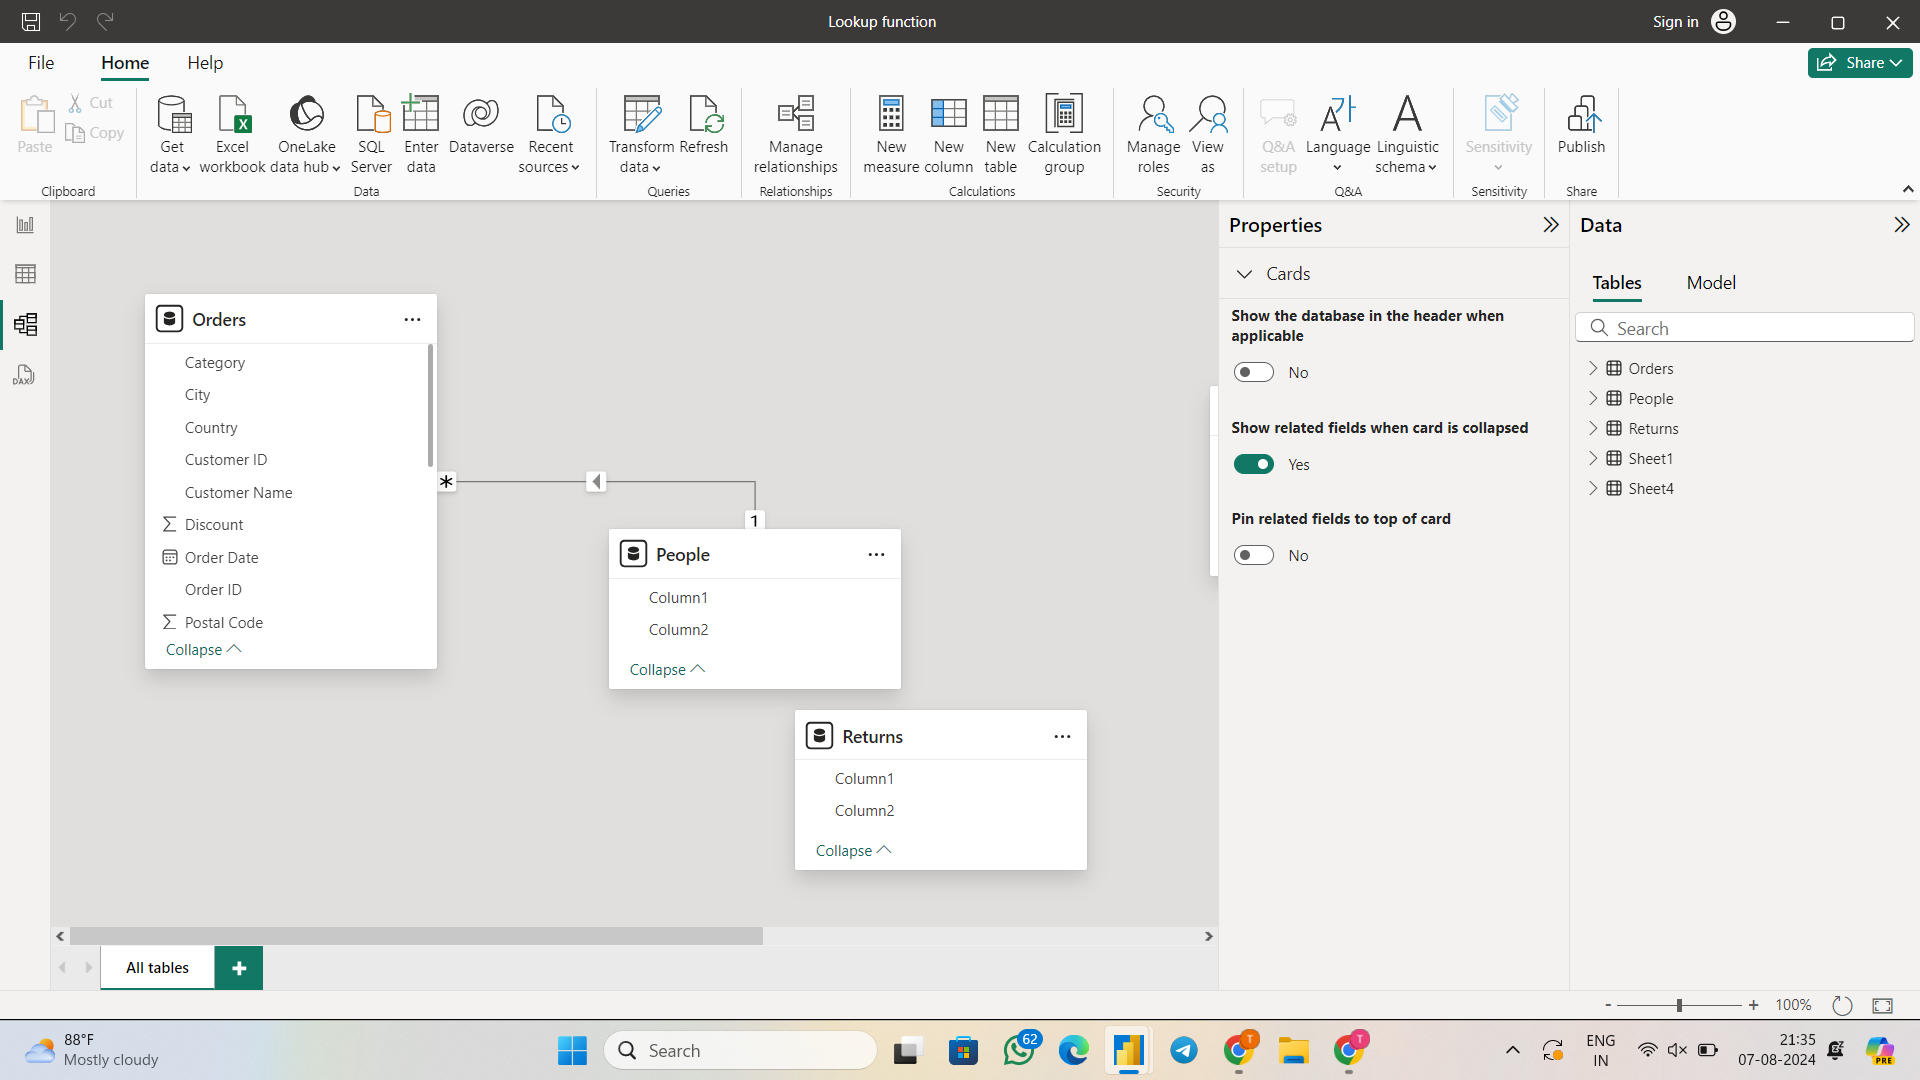 Lookup function
Sign in
File
Home
Help
Share
Paste
Cut
Copy
Clipboard
Get data
Excel workbook
OneLake data hub
SQL Server
Enter data
Dataverse
Recent sources
Data
Transform data
Refresh
Queries
Manage relationships
Relationships
New measure
New column
New table
Calculation group
Calculations
Manage roles
View as
Security
Q&A setup
Language
Linguistic schema
Q&A
Sensitivity
Sensitivity
Publish
Share
DAX
Orders
Category
City
Country
Customer ID
Customer Name
Discount
Order Date
Order ID
Postal Code
Collapse
*
1
People
Column1
Column2
Collapse
Returns
Column1
Column2
Collapse
Properties
Cards
Show the database in the header when
applicable
No
Show related fields when card is collapsed
Yes
Pin related fields to top of card
No
Data
Tables
Model
Search
Orders
People
Returns
Sheet1
Sheet4
All tables
+
- + 100%
88°F
Mostly cloudy
Search
62
T
T
ENG
IN
21:35
07-08-2024
PRE